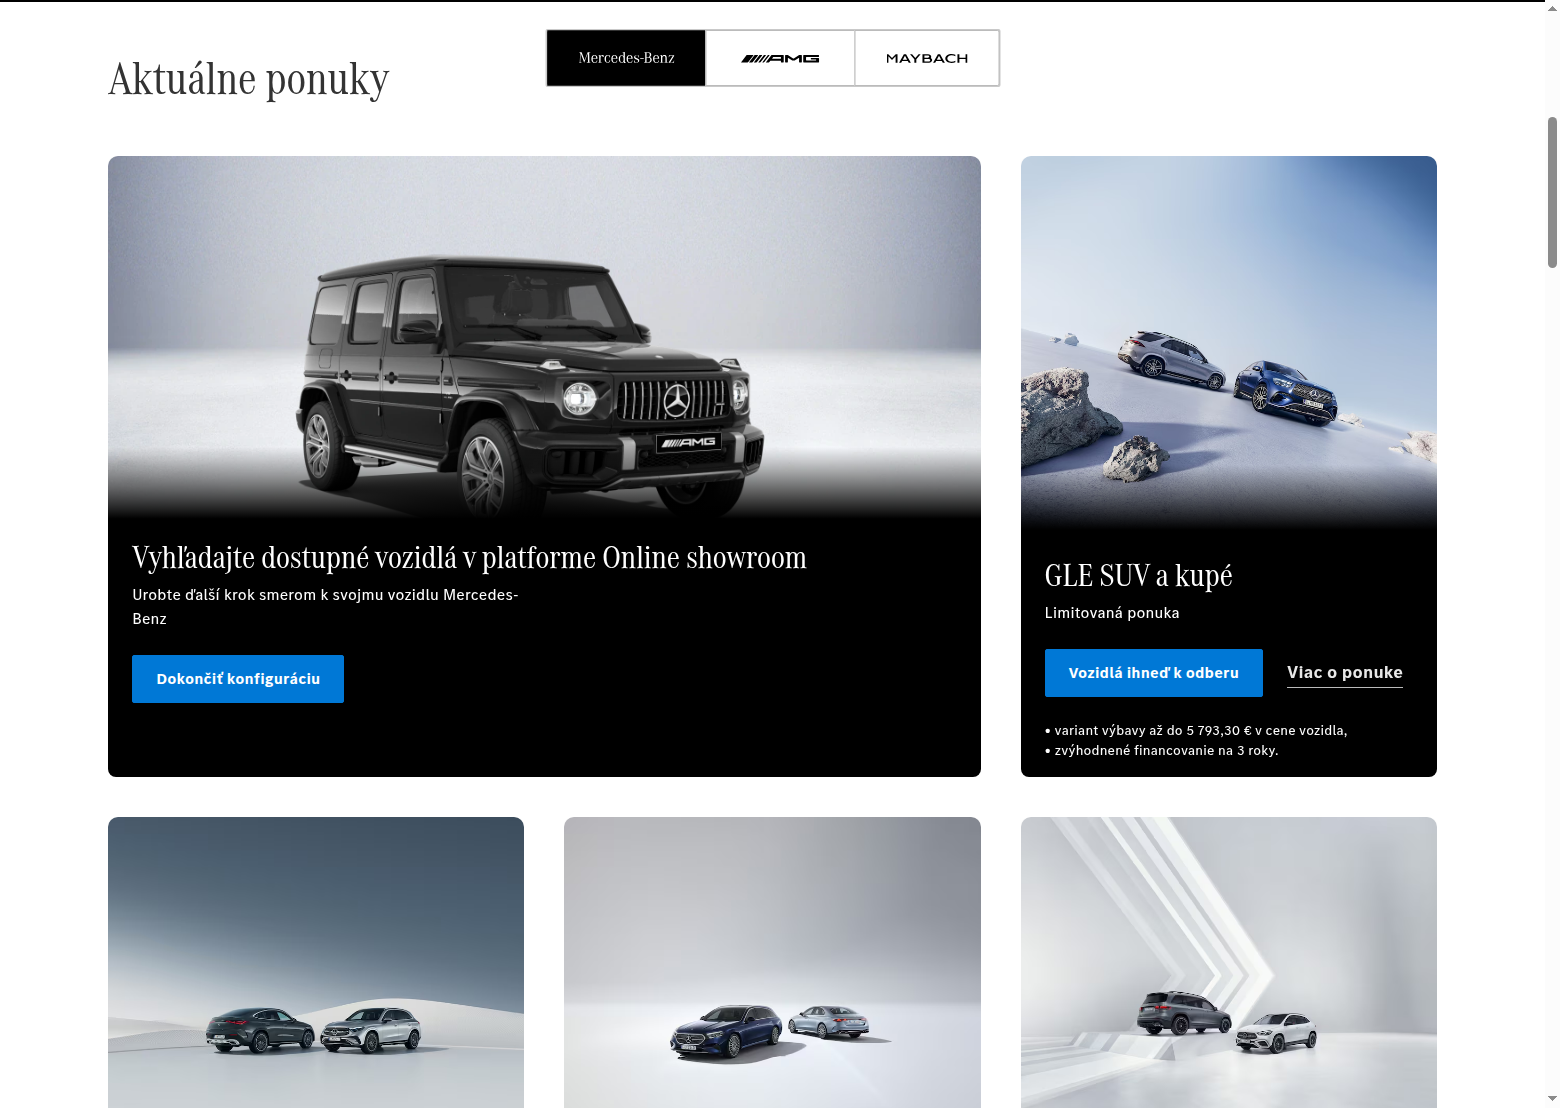 Aktuálne ponuky
Mercedes-Benz
AMG
MAYBACH
AMG
Vyhľadajte dostupné vozidlá v platforme Online showroom
Urobte ďalší krok smerom k svojmu vozidlu Mercedes-
Benz
Dokončiť konfiguráciu
GLE SUV a kupé
Limitovaná ponuka
Vozidlá ihneď k odberu
Viac o ponuke
• variant výbavy až do 5 793,30 € v cene vozidla,
• zvýhodnené financovanie na 3 roky.